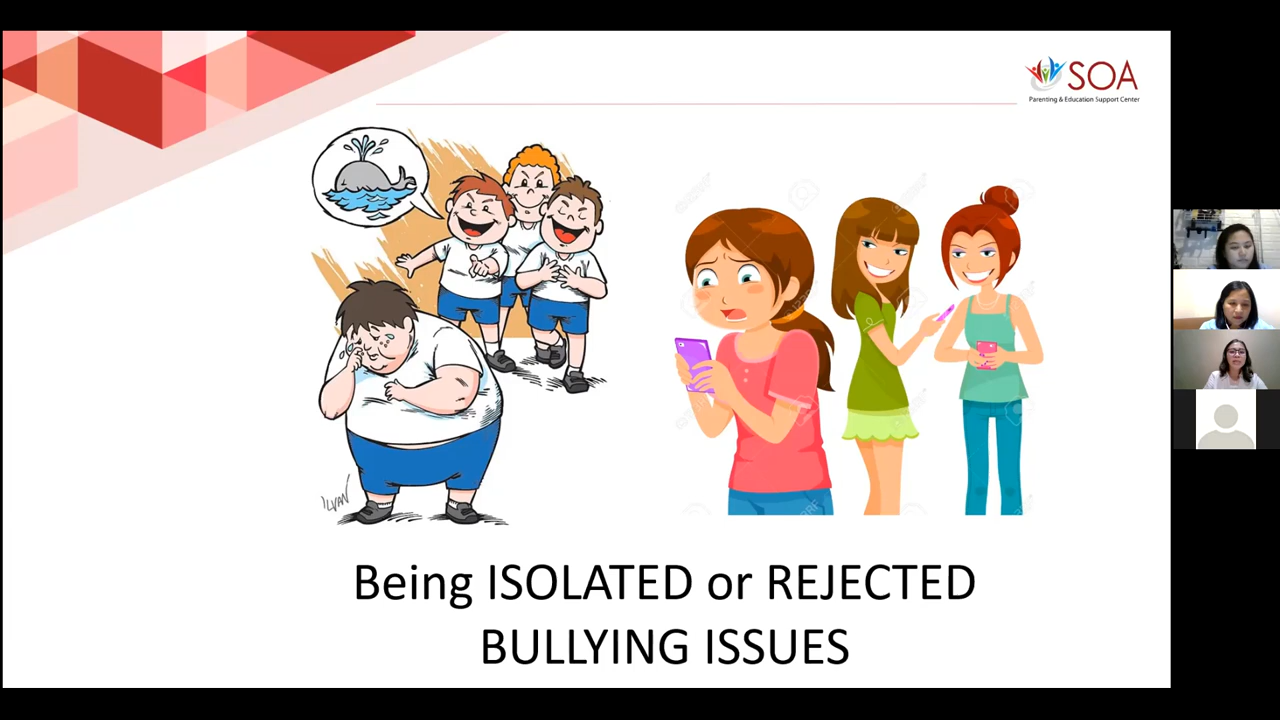 SOA
Parenting & Education Support Center
ILVAN
Being ISOLATED or REJECTED
BULLYING ISSUES